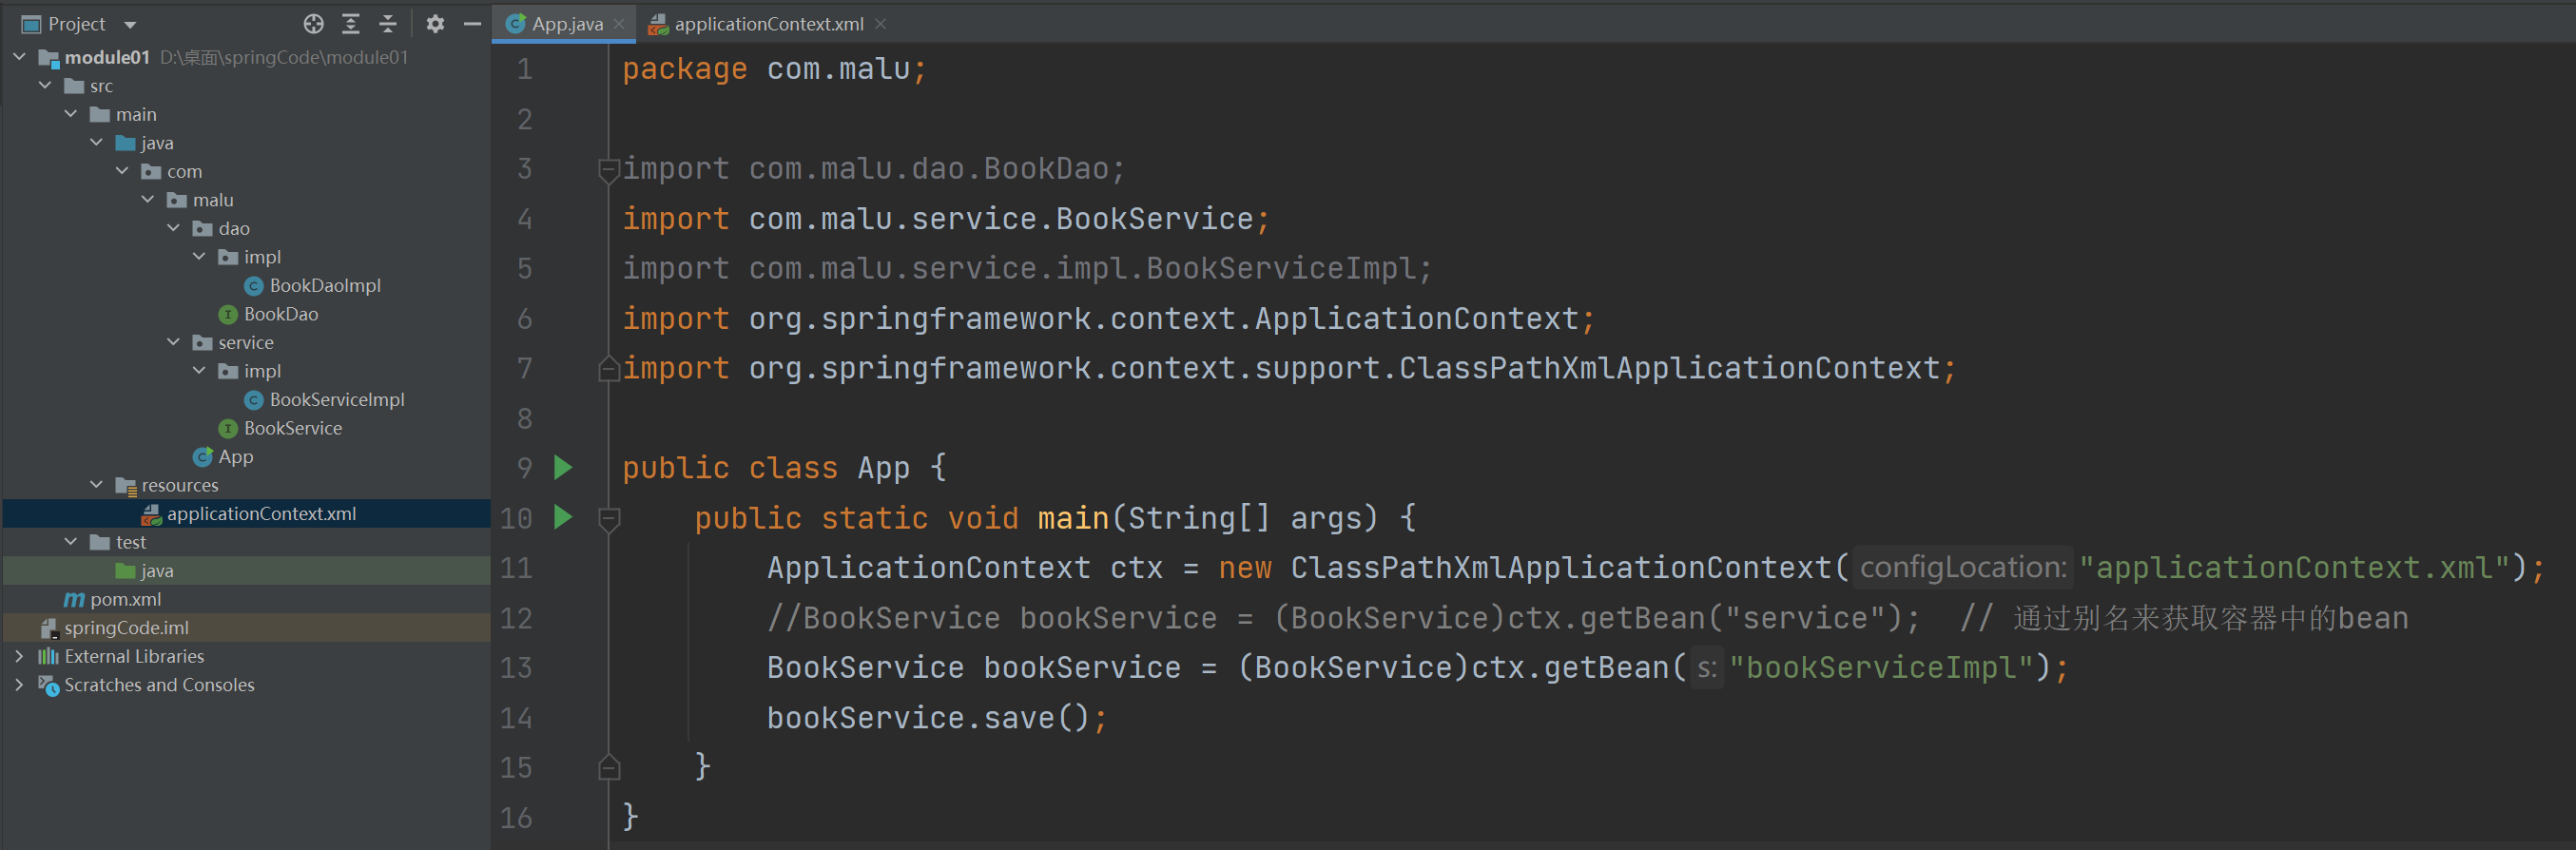 Project
module01 D:\桌面\springCode\module01
src
main
java
com
malu
dao
impl
BookDaoImpl
BookDao
service
impl
BookServiceImpl
BookService
App
resources
applicationContext.xml
test
java
pom.xml
springCode.iml
External Libraries
Scratches and Consoles
App.java
applicationContext.xml
1 package com.malu;
2
3 import com.malu.dao.BookDao;
4 import com.malu.service.BookService;
5 import com.malu.service.impl.BookServiceImpl;
6 import org.springframework.context.ApplicationContext;
7 import org.springframework.context.support.ClassPathXmlApplicationContext;
8
9 public class App {
10 public static void main(String[] args) {
11 ApplicationContext ctx = new ClassPathXmlApplicationContext( configLocation: "applicationContext.xml");
12 //BookService bookService = (BookService)ctx.getBean("service"); // 通过别名来获取容器中的bean
13 BookService bookService = (BookService)ctx.getBean( s: "bookServiceImpl");
14 bookService.save();
15 }
16 }